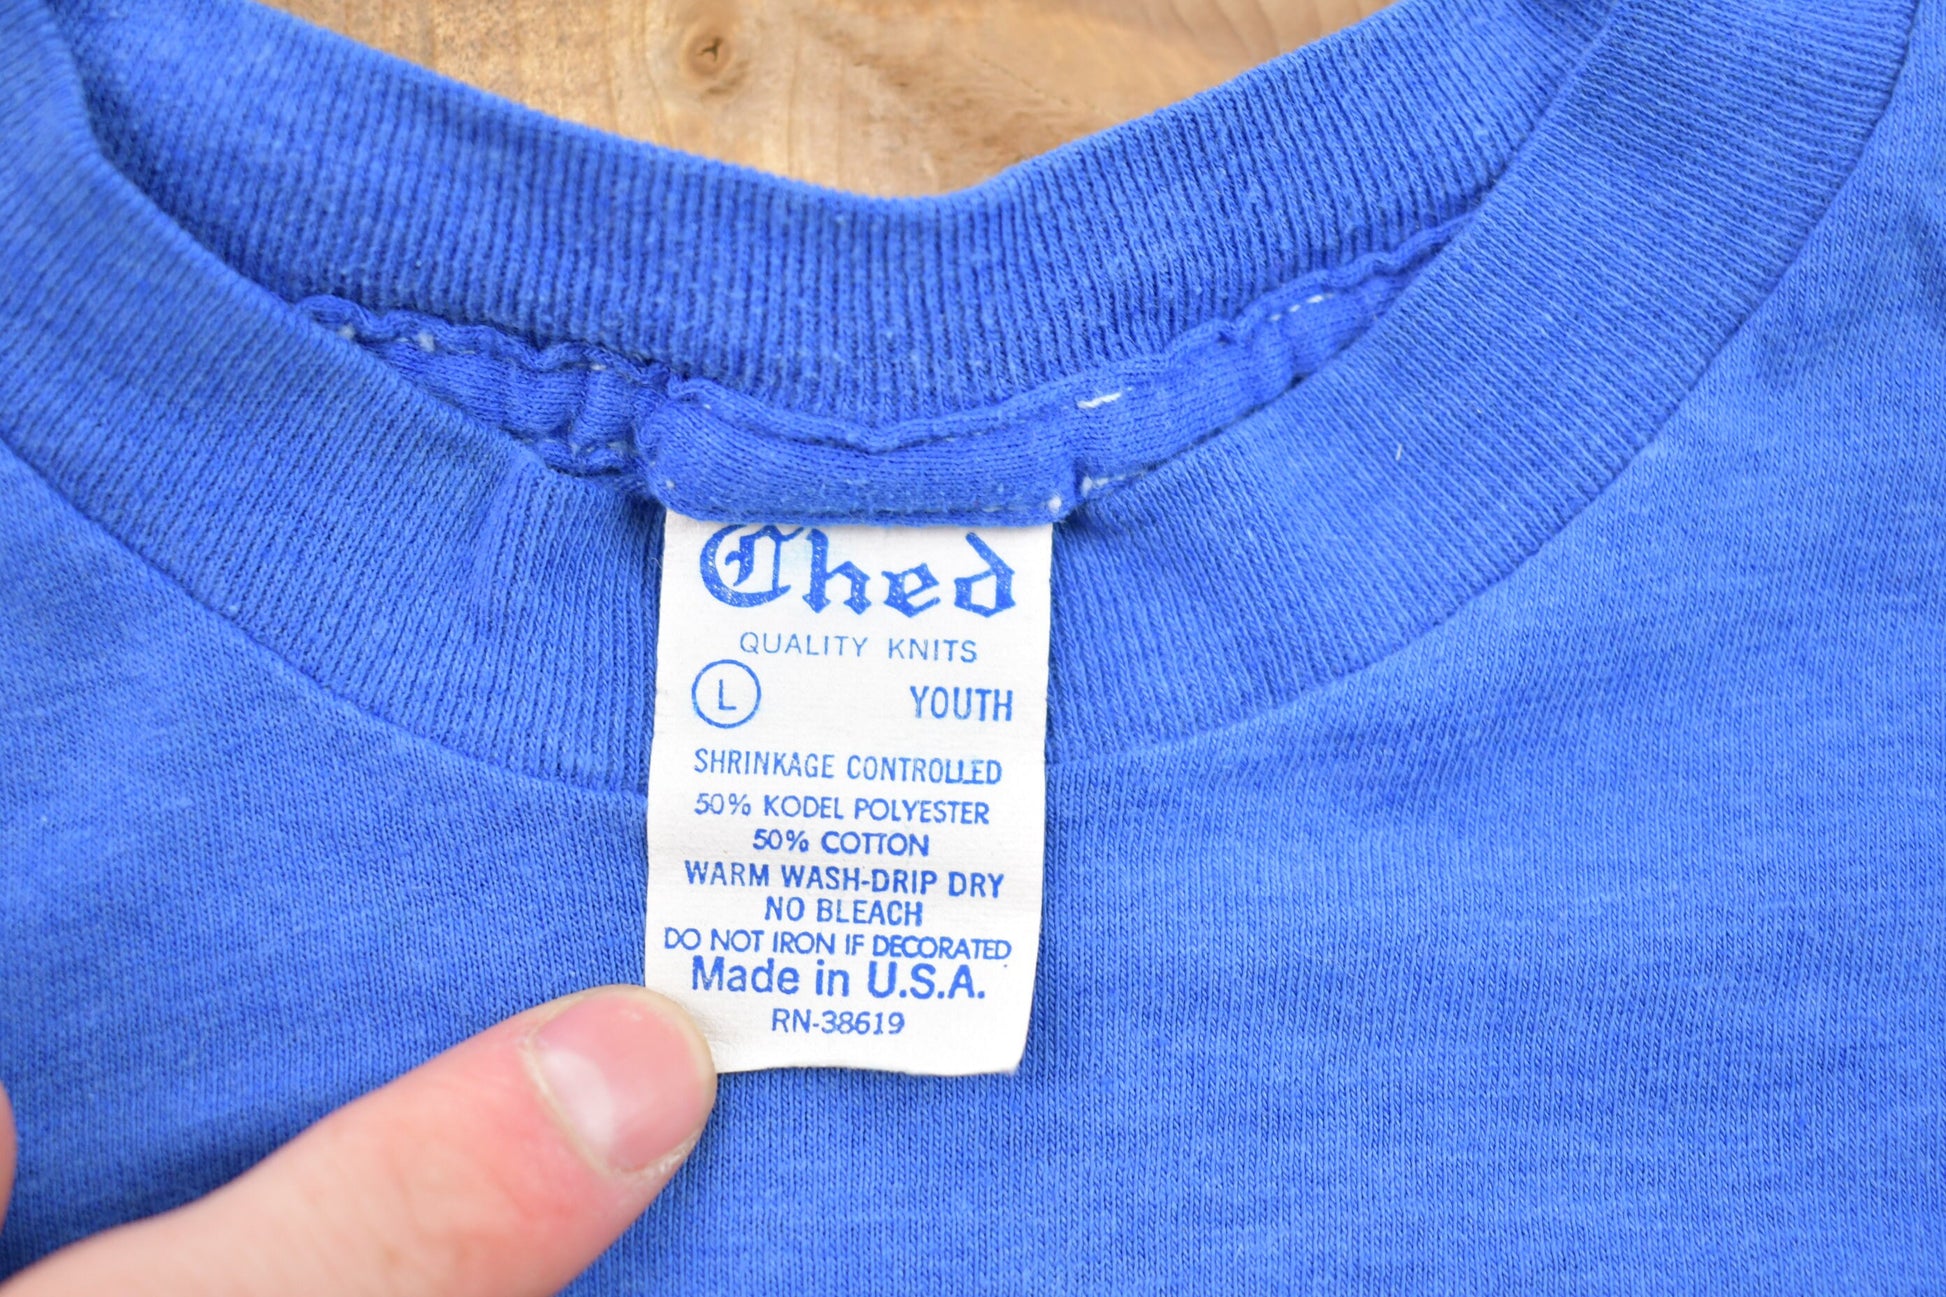 Ched
QUALITY KNITS
L YOUTH
SHRINKAGE CONTROLLED
50% KODEL POLYESTER
50% COTTON
WARM WASH-DRIP DRY
NO BLEACH
DO NOT IRON IF DECORATED
Made in U.S.A.
RN-38619